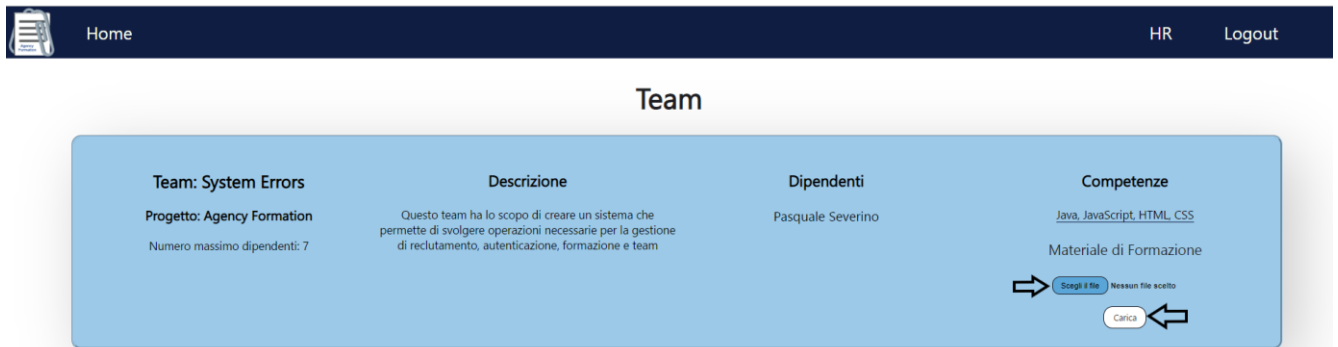 Agency
Formation
Home
HR
Logout
Team
Team: System Errors
Progetto: Agency Formation
Numero massimo dipendenti: 7
Descrizione
Questo team ha lo scopo di creare un sistema che
permette di svolgere operazioni necessarie per la gestione
di reclutamento, autenticazione, formazione e team
Dipendenti
Pasquale Severino
Competenze
Java, JavaScript, HTML, CSS
Materiale di Formazione
Scegli il file Nessun file scelto
Carica